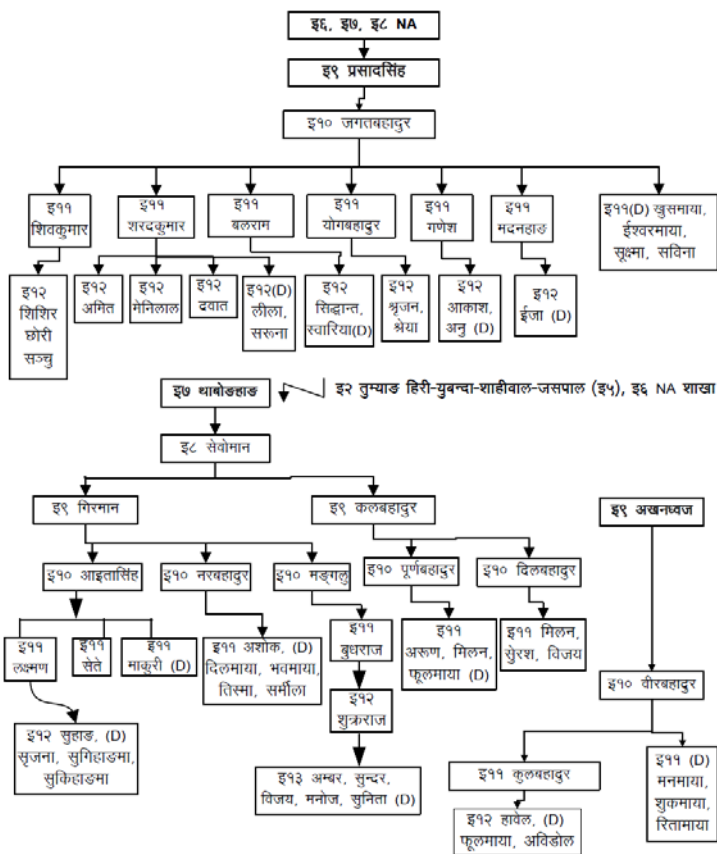 इ६, इ७, इ८ NA
इ९ प्रसादसिंह
इ१० जगतबहादुर
इ११
शिवकुमार
इ११
शरदकुमार
इ११
बलराम
इ११
योगबहादुर
इ११
गणेश
इ११
मदनहाङ
इ११(D) खुसमाया,
ईश्वरमाया,
सूक्ष्मा, सविना
इ१२
शिशिर
छोरी
सञ्चु
इ१२
अमित
इ१२
मेनिलाल
इ१२
दवात
इ१२(D)
लीला,
सरूना
इ१२
सिद्धान्त,
स्वारिया(D)
इ१२
श्रृजन,
श्रेया
इ१२
आकाश,
अनु (D)
इ१२
ईजा (D)
इ७ थाबोङहाङ
इ२ तुम्याङ हिरी-युबन्दा-शाहीवाल-जसपाल (इ५), इ६ NA शाखा
इ८ सेवोमान
इ९ गिरमान
इ९ कलबहादुर
इ९ अखनध्वज
इ१० आइतासिंह
इ१० नरबहादुर
इ१० मङ्गलु
इ१० पूर्णबहादुर
इ१० दिलबहादुर
इ११
लक्ष्मण
इ११
सेते
इ११
माकुरी (D)
इ११ अशोक, (D)
दिलमाया, भवमाया,
तिस्मा, सर्मीला
इ११
बुधराज
इ११
अरूण, मिलन,
फूलमाया (D)
इ११ मिलन,
सुेरश, विजय
इ१० वीरबहादुर
इ१२
शुक्रराज
इ१२ सुहाङ, (D)
सृजना, सुगिहाङमा,
सुकिहाङमा
इ१३ अम्बर, सुन्दर,
विजय, मनोज, सुनिता (D)
इ११ कुलबहादुर
इ११ (D)
मनमाया,
शुकमाया,
रितामाया
इ१२ हावेल, (D)
फूलमाया, अविडोल